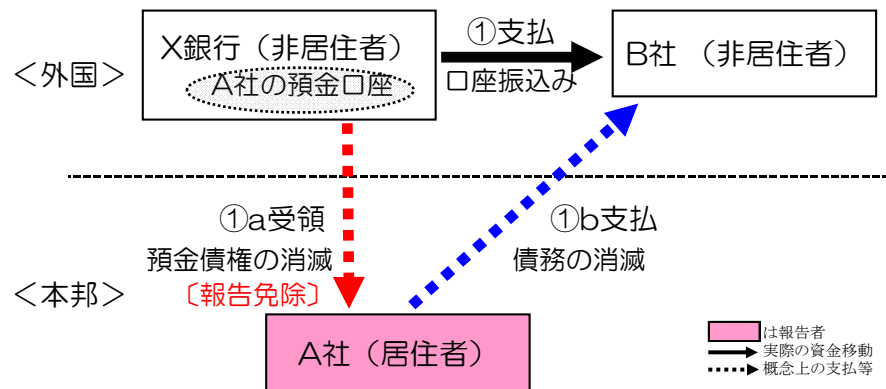 X銀行（非居住者）
A社の預金口座
①支払
口座振込み
B社 （非居住者）
＜外国＞
①a受領
預金債権の消滅
〔報告免除〕
①b支払
債務の消滅
＜本邦＞
A社（居住者）
は報告者
実際の資金移動
概念上の支払等